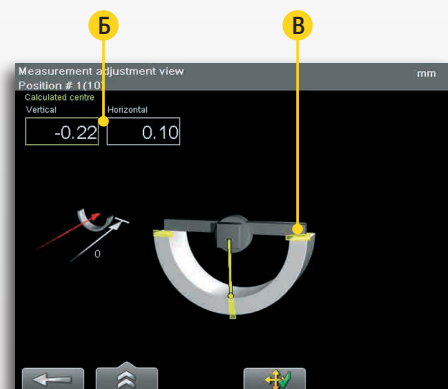 Б В
Measurement adjustment view mm
Position # 1(10)
Calculated centre
Vertical Horizontal
-0.22 0.10
0